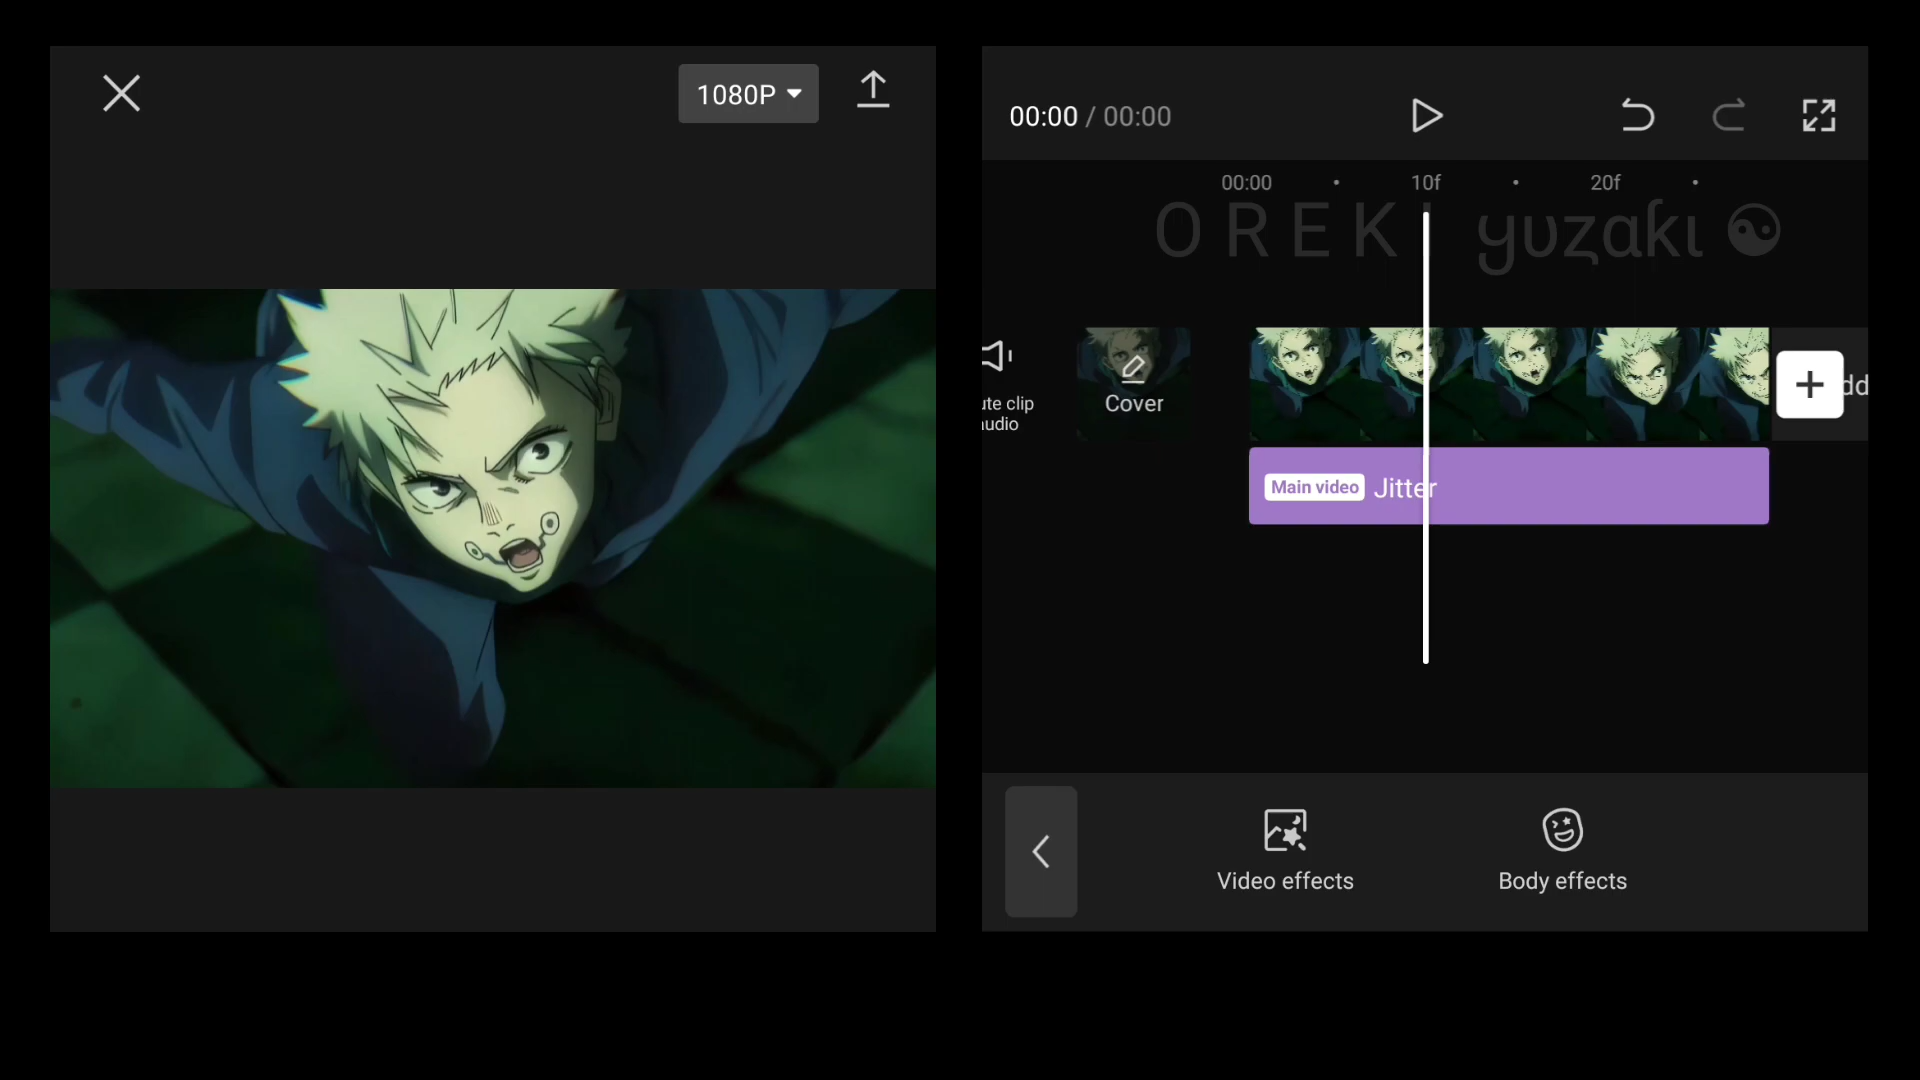 1080P
00:00 / 00:00
00:00 10f 20f
O R E K I yυȥαƙι ☯
ute clip
udio
Cover
dd
Main video Jitter
Video effects
Body effects